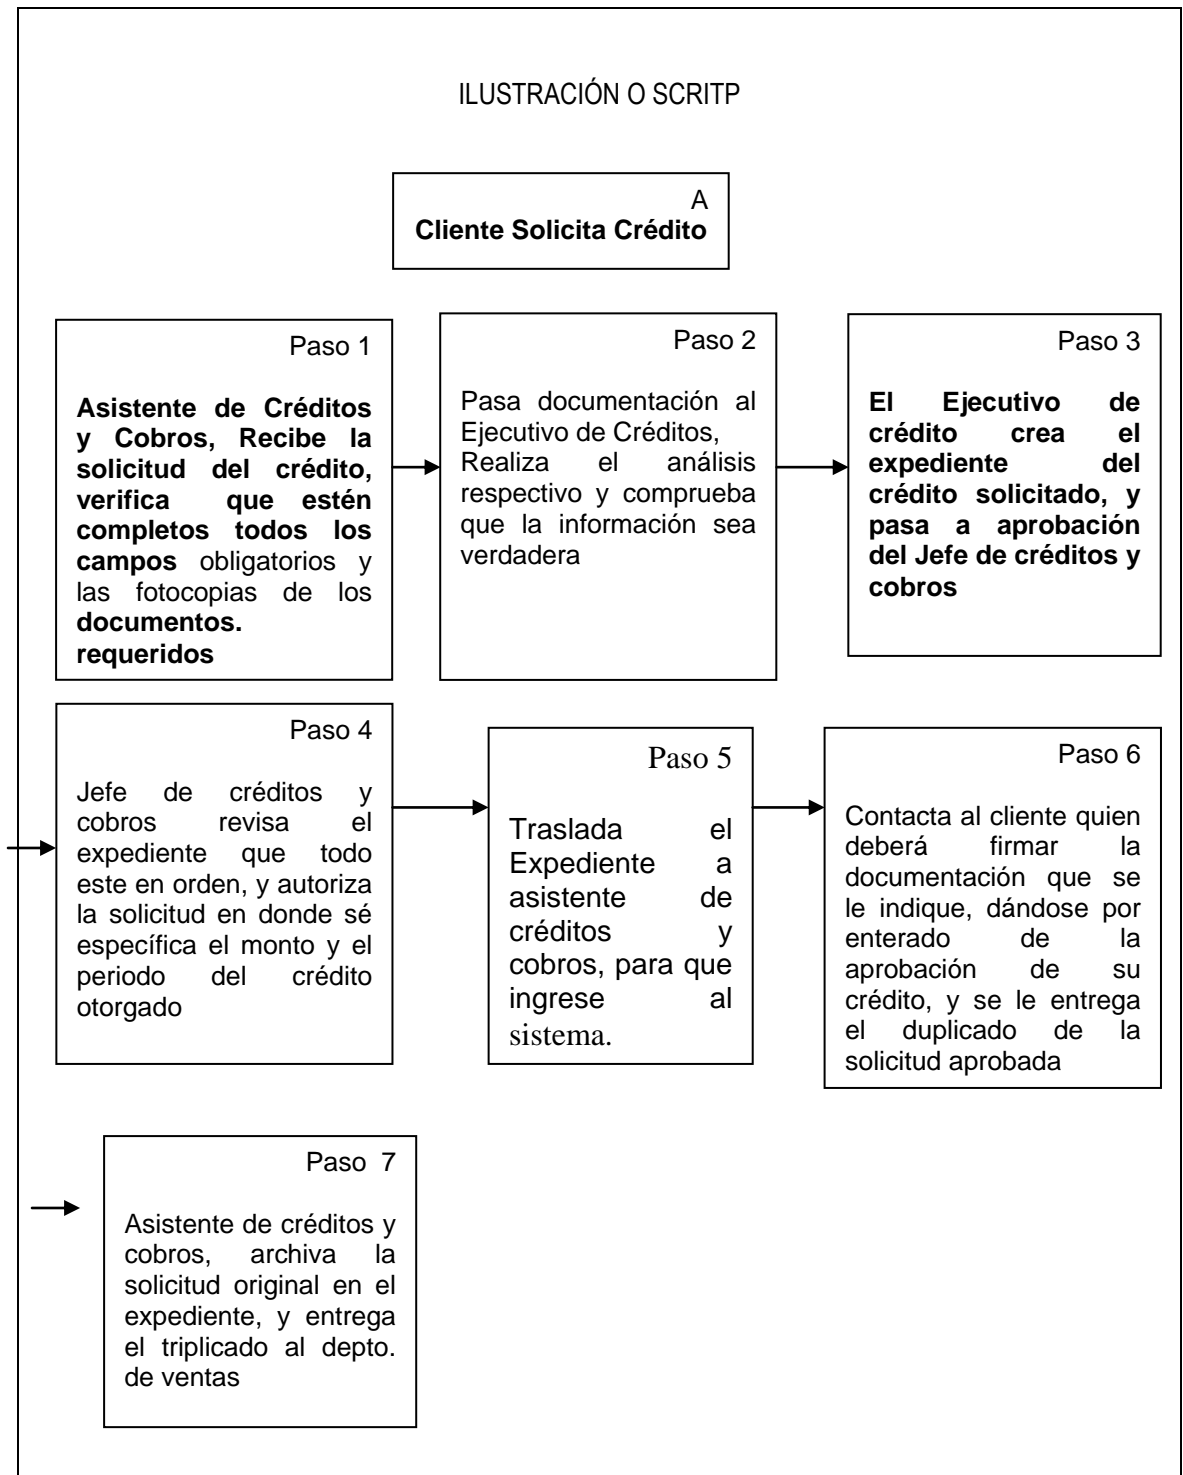 ILUSTRACIÓN O SCRITP
A
Cliente Solicita Crédito
Paso 1
Asistente de Créditos
y Cobros, Recibe la
solicitud del crédito,
verifica que estén
completos todos los
campos obligatorios y
las fotocopias de los
documentos.
requeridos
Paso 2
Pasa documentación al
Ejecutivo de Créditos,
Realiza el análisis
respectivo y comprueba
que la información sea
verdadera
Paso 3
El Ejecutivo de
crédito crea el
expediente del
crédito solicitado, y
pasa a aprobación
del Jefe de créditos y
cobros
Paso 4
Jefe de créditos y
cobros revisa el
expediente que todo
este en orden, y autoriza
la solicitud en donde sé
específica el monto y el
periodo del crédito
otorgado
Paso 5
Traslada el
Expediente a
asistente de
créditos y
cobros, para que
ingrese al
sistema.
Paso 6
Contacta al cliente quien
deberá firmar la
documentación que se
le indique, dándose por
enterado de la
aprobación de su
crédito, y se le entrega
el duplicado de la
solicitud aprobada
Paso 7
Asistente de créditos y
cobros, archiva la
solicitud original en el
expediente, y entrega
el triplicado al depto.
de ventas